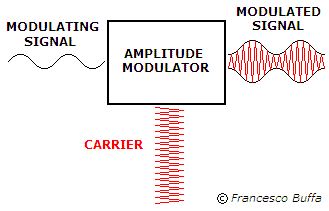 MODULATING
SIGNAL
AMPLITUDE
MODULATOR
MODULATED
SIGNAL
CARRIER
© Francesco Buffa